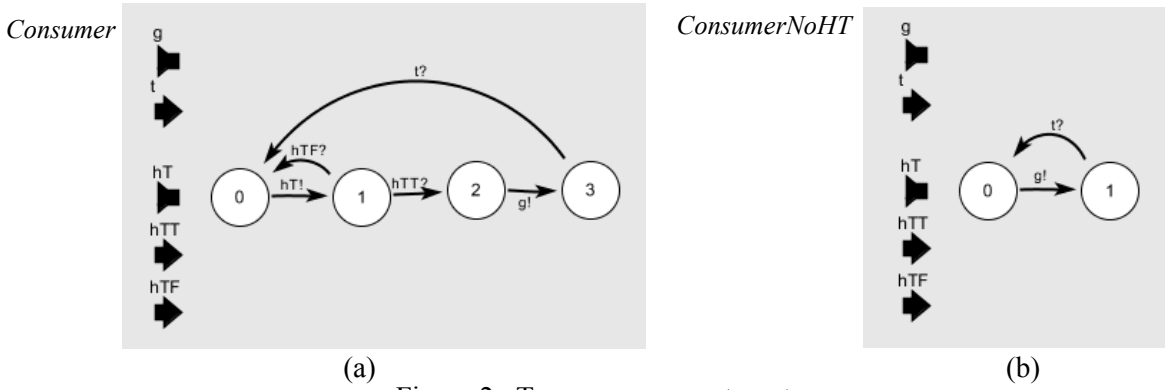 Consumer
g
t
hT
hTT
hTF
t?
hTF?
0
hT!
1
hTT?
2
g!
3
(a)
ConsumerNoHT
g
t
hT
hTT
hTF
t?
0
g!
1
(b)